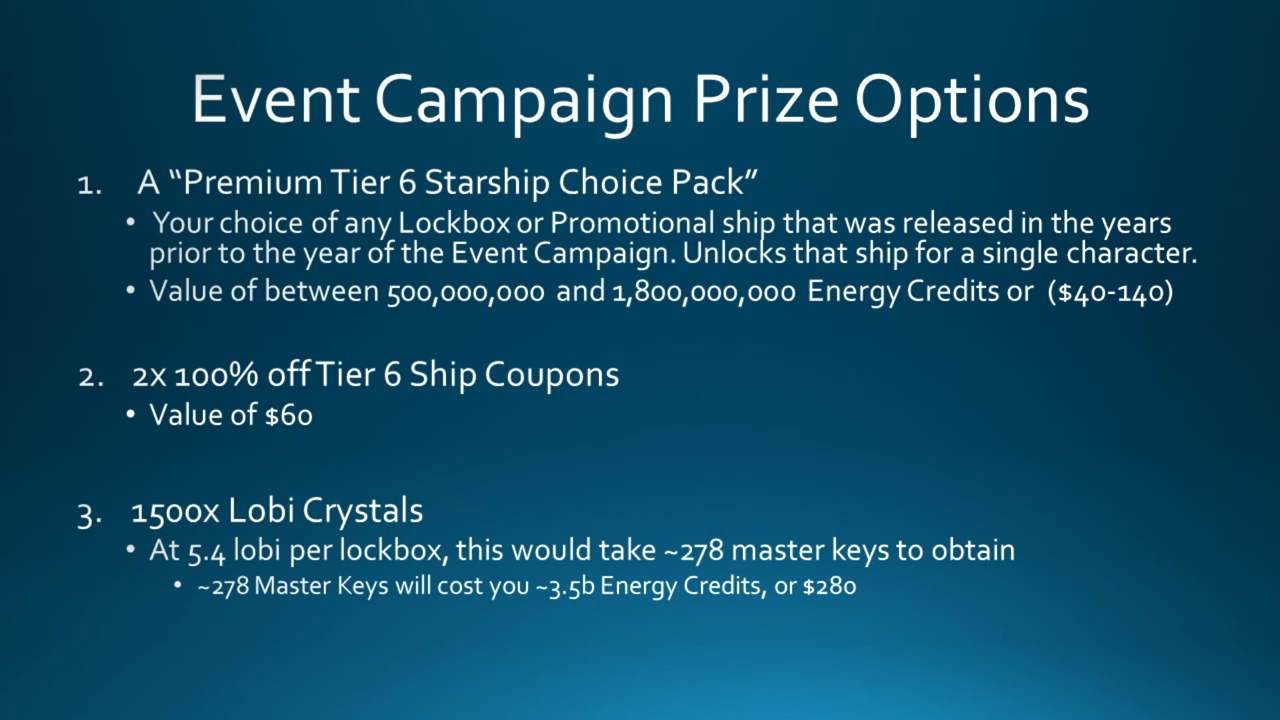 Event Campaign Prize Options
1. A “Premium Tier 6 Starship Choice Pack”
• Your choice of any Lockbox or Promotional ship that was released in the years
prior to the year of the Event Campaign. Unlocks that ship for a single character.
• Value of between 500,000,000 and 1,800,000,000 Energy Credits or ($40-140)
2. 2x 100% off Tier 6 Ship Coupons
• Value of $60
3. 1500x Lobi Crystals
• At 5.4 lobi per lockbox, this would take ~278 master keys to obtain
• ~278 Master Keys will cost you ~3.5b Energy Credits, or $280